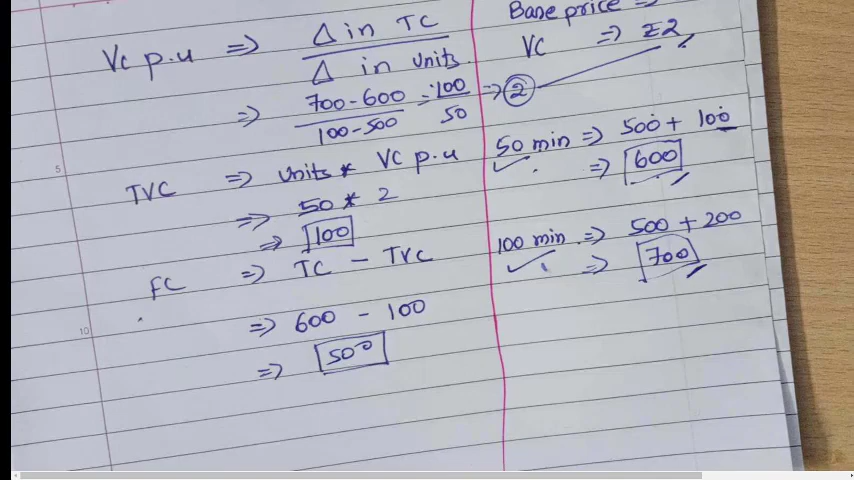 Vc p.u ⇒ Δ in TC / Δ in units
⇒ 700-600 / 100-500 = 100 / 50 ⇒ 2
TVC ⇒ units * VC p.u
⇒ 50 * 2
⇒ 100
FC ⇒ TC - TVC
⇒ 600 - 100
⇒ 500
Base price ⇒
VC ⇒ ₹2
50 min ⇒ 500 + 100
⇒ 600
100 min ⇒ 500 + 200
⇒ 700
5
10